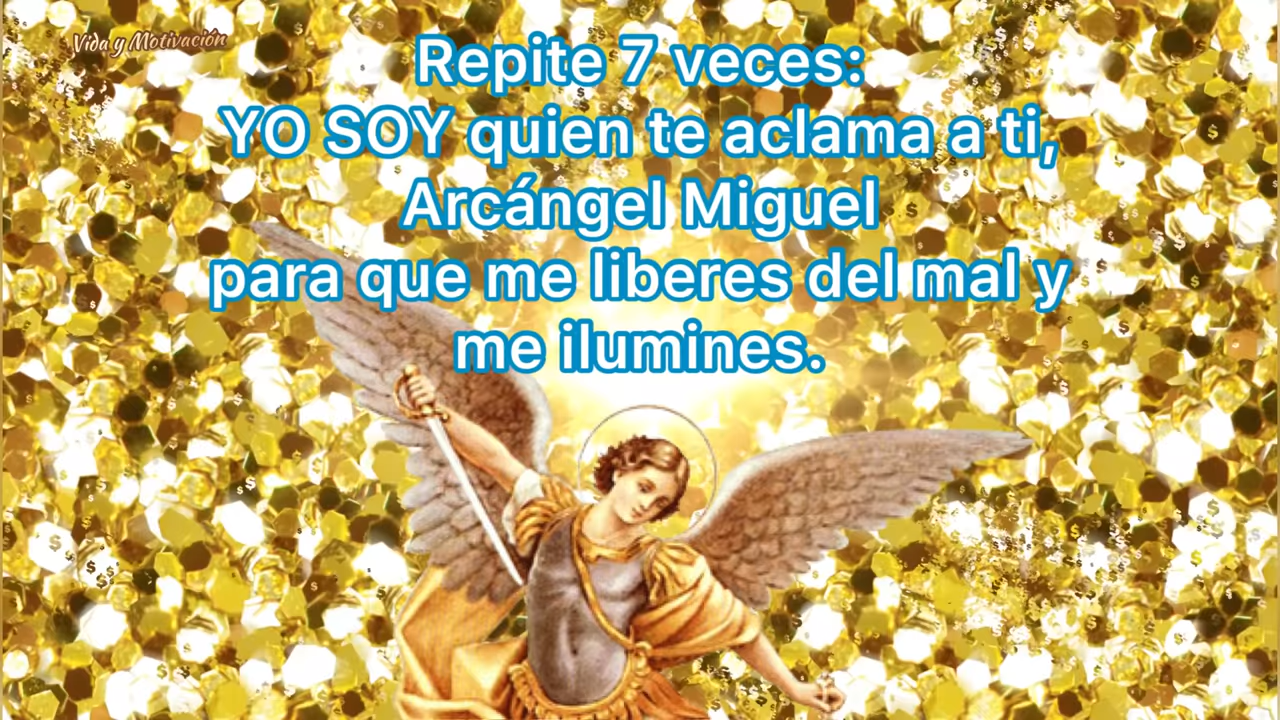 Vida y Motivación
Repite 7 veces:
YO SOY quien te aclama a ti,
Arcángel Miguel
para que me liberes del mal y
me ilumines.